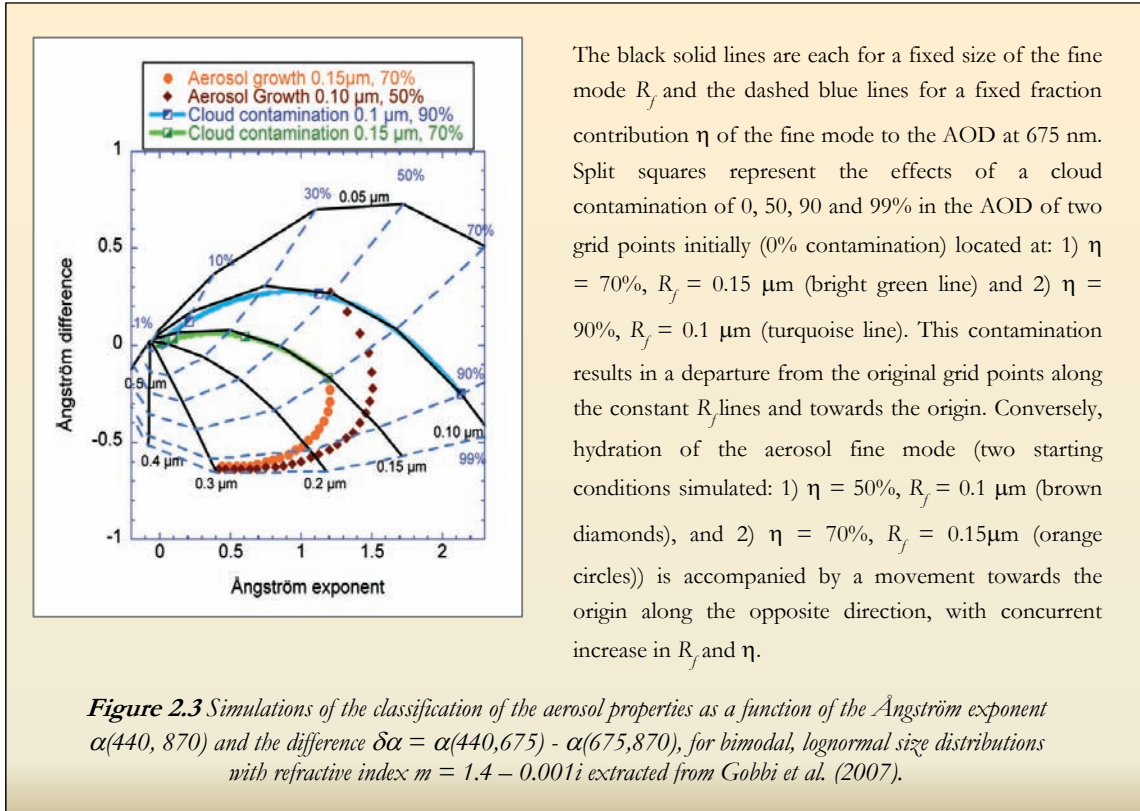 Aerosol growth 0.15µm, 70%
Aerosol Growth 0.10 µm, 50%
Cloud contamination 0.1 µm, 90%
Cloud contamination 0.15 µm, 70%
1
0.5
0
-0.5
-1
Ångström difference
50%
30%
0.05 µm
70%
10%
1%
0.5 µm
90%
0.10 µm
0.4 µm
0.15 µm
99%
0.3 µm
0.2 µm
0
0.5
1
1.5
2
Ångström exponent
The black solid lines are each for a fixed size of the fine
mode Rf and the dashed blue lines for a fixed fraction
contribution η of the fine mode to the AOD at 675 nm.
Split squares represent the effects of a cloud
contamination of 0, 50, 90 and 99% in the AOD of two
grid points initially (0% contamination) located at: 1) η
= 70%, Rf = 0.15 μm (bright green line) and 2) η =
90%, Rf = 0.1 μm (turquoise line). This contamination
results in a departure from the original grid points along
the constant Rf lines and towards the origin. Conversely,
hydration of the aerosol fine mode (two starting
conditions simulated: 1) η = 50%, Rf = 0.1 μm (brown
diamonds), and 2) η = 70%, Rf = 0.15μm (orange
circles)) is accompanied by a movement towards the
origin along the opposite direction, with concurrent
increase in Rf and η.
Figure 2.3 Simulations of the classification of the aerosol properties as a function of the Ångström exponent
α(440, 870) and the difference δα = α(440,675) - α(675,870), for bimodal, lognormal size distributions
with refractive index m = 1.4 – 0.001i extracted from Gobbi et al. (2007).